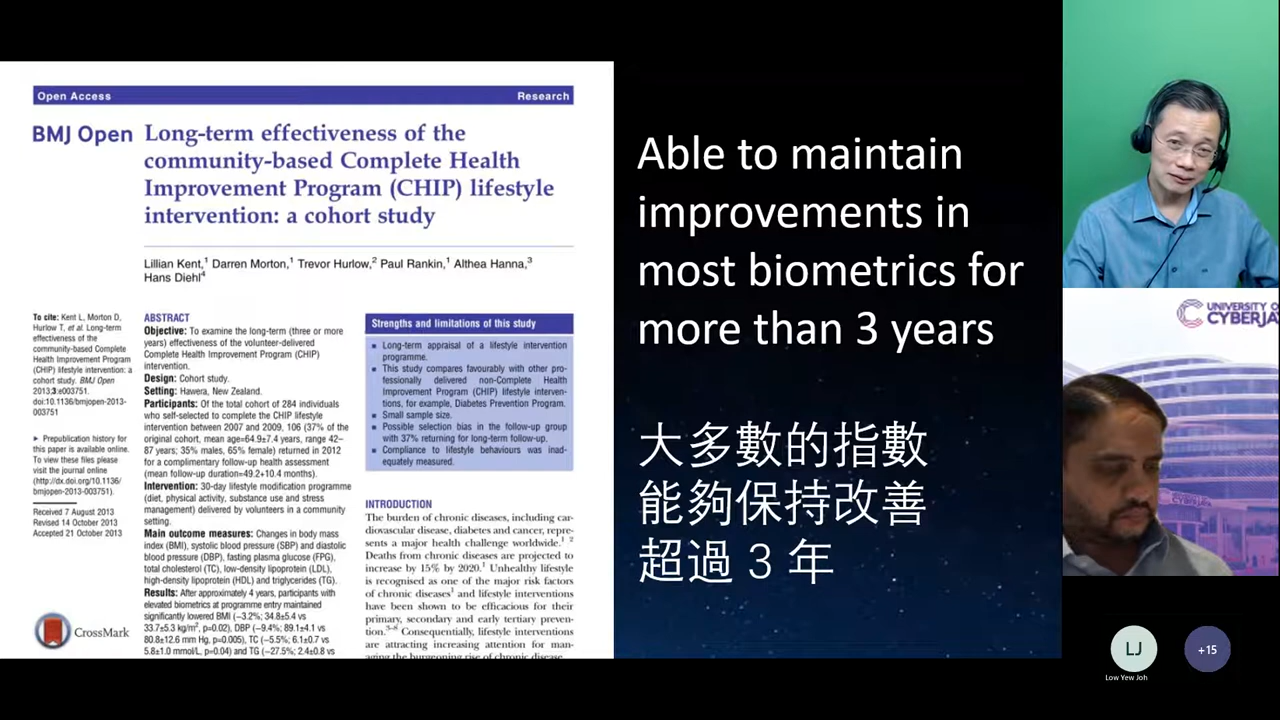 Open Access
Research
BMJ Open
Long-term effectiveness of the
community-based Complete Health
Improvement Program (CHIP) lifestyle
intervention: a cohort study
Lillian Kent,¹ Darren Morton,¹ Trevor Hurlow,² Paul Rankin,¹ Althea Hanna,³
Hans Diehl⁴
To cite: Kent L, Morton D,
Hurlow T, et al. Long-term
effectiveness of the
community-based Complete
Health Improvement Program
(CHIP) lifestyle intervention: a
cohort study. BMJ Open
2013;3:e003751.
doi:10.1136/bmjopen-2013-
003751
► Prepublication history for
this paper is available online.
To view these files please
visit the journal online
(http://dx.doi.org/10.1136/
bmjopen-2013-003751).
Received 7 August 2013
Revised 14 October 2013
Accepted 21 October 2013
CrossMark
ABSTRACT
Objective: To examine the long-term (three or more
years) effectiveness of the volunteer-delivered
Complete Health Improvement Program (CHIP)
intervention.
Design: Cohort study.
Setting: Hawera, New Zealand.
Participants: Of the total cohort of 284 individuals
who self-selected to complete the CHIP lifestyle
intervention between 2007 and 2009, 106 (37% of the
original cohort, mean age=64.9±7.4 years, range 42–
87 years; 35% males, 65% female) returned in 2012
for a complimentary follow-up health assessment
(mean follow-up duration=49.2±10.4 months).
Intervention: 30-day lifestyle modification programme
(diet, physical activity, substance use and stress
management) delivered by volunteers in a community
setting.
Main outcome measures: Changes in body mass
index (BMI), systolic blood pressure (SBP) and diastolic
blood pressure (DBP), fasting plasma glucose (FPG),
total cholesterol (TC), low-density lipoprotein (LDL),
high-density lipoprotein (HDL) and triglycerides (TG).
Results: After approximately 4 years, participants with
elevated biometrics at programme entry maintained
significantly lowered BMI (−3.2%; 34.8±5.4 vs
33.7±5.3 kg/m², p=0.02), DBP (−9.4%; 89.1±4.1 vs
80.8±12.6 mm Hg, p=0.005), TC (−5.5%; 6.1±0.7 vs
5.8±1.0 mmol/L, p=0.04) and TG (−27.5%; 2.4±0.8 vs
Strengths and limitations of this study
▪ Long-term appraisal of a lifestyle intervention
programme.
▪ This study compares favourably with other pro-
fessionally delivered non-Complete Health
Improvement Program (CHIP) lifestyle interven-
tions, for example, Diabetes Prevention Program.
▪ Small sample size.
▪ Possible selection bias in the follow-up group
with 37% returning for long-term follow-up.
▪ Compliance to lifestyle behaviours was inad-
equately measured.
INTRODUCTION
The burden of chronic diseases, including car-
diovascular disease, diabetes and cancer, repre-
sents a major health challenge worldwide.¹ ²
Deaths from chronic diseases are projected to
increase by 15% by 2020.¹ Unhealthy lifestyle
is recognised as one of the major risk factors
of chronic diseases¹ and lifestyle interventions
have been shown to be efficacious for their
primary, secondary and early tertiary preven-
tion.³⁻⁸ Consequently, lifestyle interventions
are attracting increasing attention for man-
aging the burgeoning rise of chronic disease.
Able to maintain
improvements in
most biometrics for
more than 3 years
大多數的指數
能夠保持改善
超過 3 年
UNIVERSITY O
CYBERJA
LJ
Low Yew Joh
+15